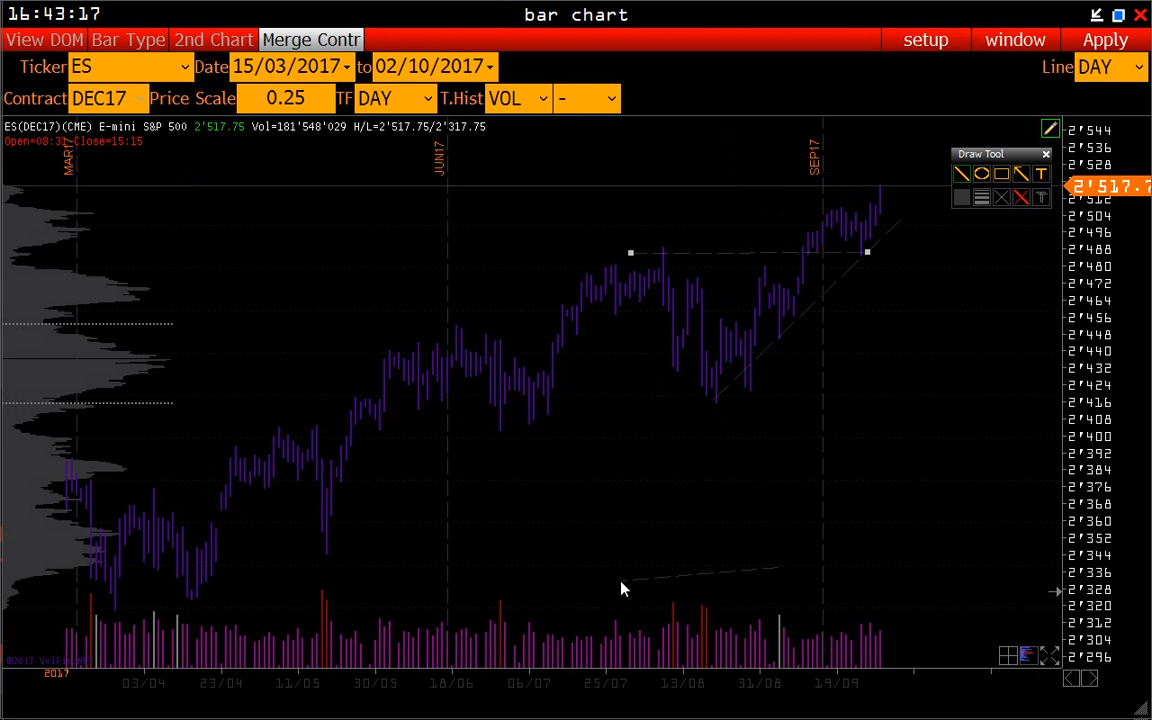 16:43:17
bar chart
View DOM Bar Type 2nd Chart Merge Contr setup window Apply
Ticker ES Date 15/03/2017 to 02/10/2017 Line DAY
Contract DEC17 Price Scale 0.25 TF DAY T.Hist VOL -
ES(DEC17)(CME) E-mini S&P 500 2'517.75 Vol=181'548'029 H/L=2'517.75/2'317.75
Open=08:31 Close=15:15
MAR17
JUN17
SEP17
Draw Tool
T
T
2'544
2'536
2'528
2'517.7
2'512
2'504
2'496
2'488
2'480
2'472
2'464
2'456
2'448
2'440
2'432
2'424
2'416
2'408
2'400
2'392
2'384
2'376
2'368
2'360
2'352
2'344
2'336
2'328
2'320
2'312
2'304
2'296
©2017 VolFix.NET
2017
03/04 23/04 11/05 30/05 18/06 06/07 25/07 13/08 31/08 19/09